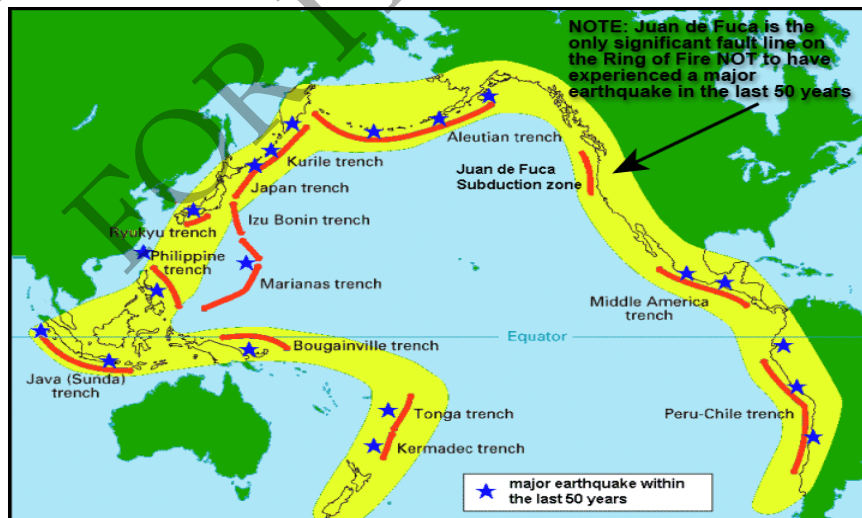 FOR
NOTE: Juan de Fuca is the
only significant fault line on
the Ring of Fire NOT to have
experienced a major
earthquake in the last 50 years
Aleutian trench
Kurile trench
Japan trench
Juan de Fuca
Subduction zone
Izu Bonin trench
Ryukyu trench
Philippine
trench
Marianas trench
Middle America
trench
Equator
Bougainville trench
Java (Sunda)
trench
Tonga trench
Peru-Chile trench
Kermadec trench
major earthquake within
the last 50 years